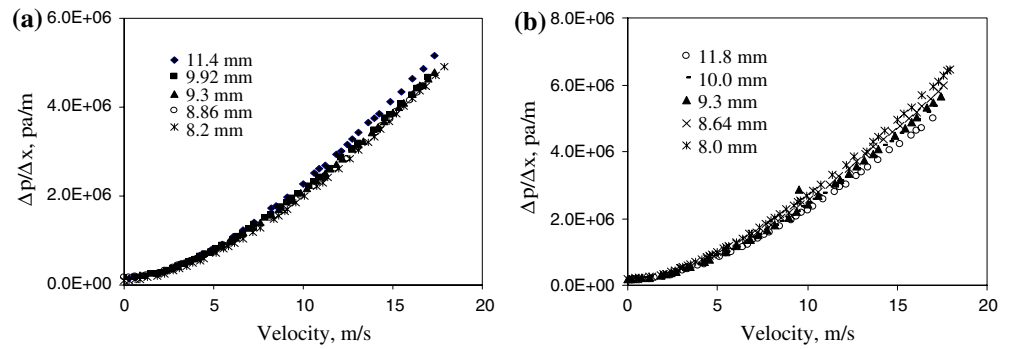 (a)
6.0E+06
4.0E+06
2.0E+06
0.0E+00
Δp/Δx, pa/m
11.4 mm
9.92 mm
9.3 mm
8.86 mm
8.2 mm
0 5 10 15 20
Velocity, m/s
(b)
8.0E+06
6.0E+06
4.0E+06
2.0E+06
0.0E+00
Δp/Δx, pa/m
11.8 mm
10.0 mm
9.3 mm
8.64 mm
8.0 mm
0 5 10 15 20
Velocity, m/s